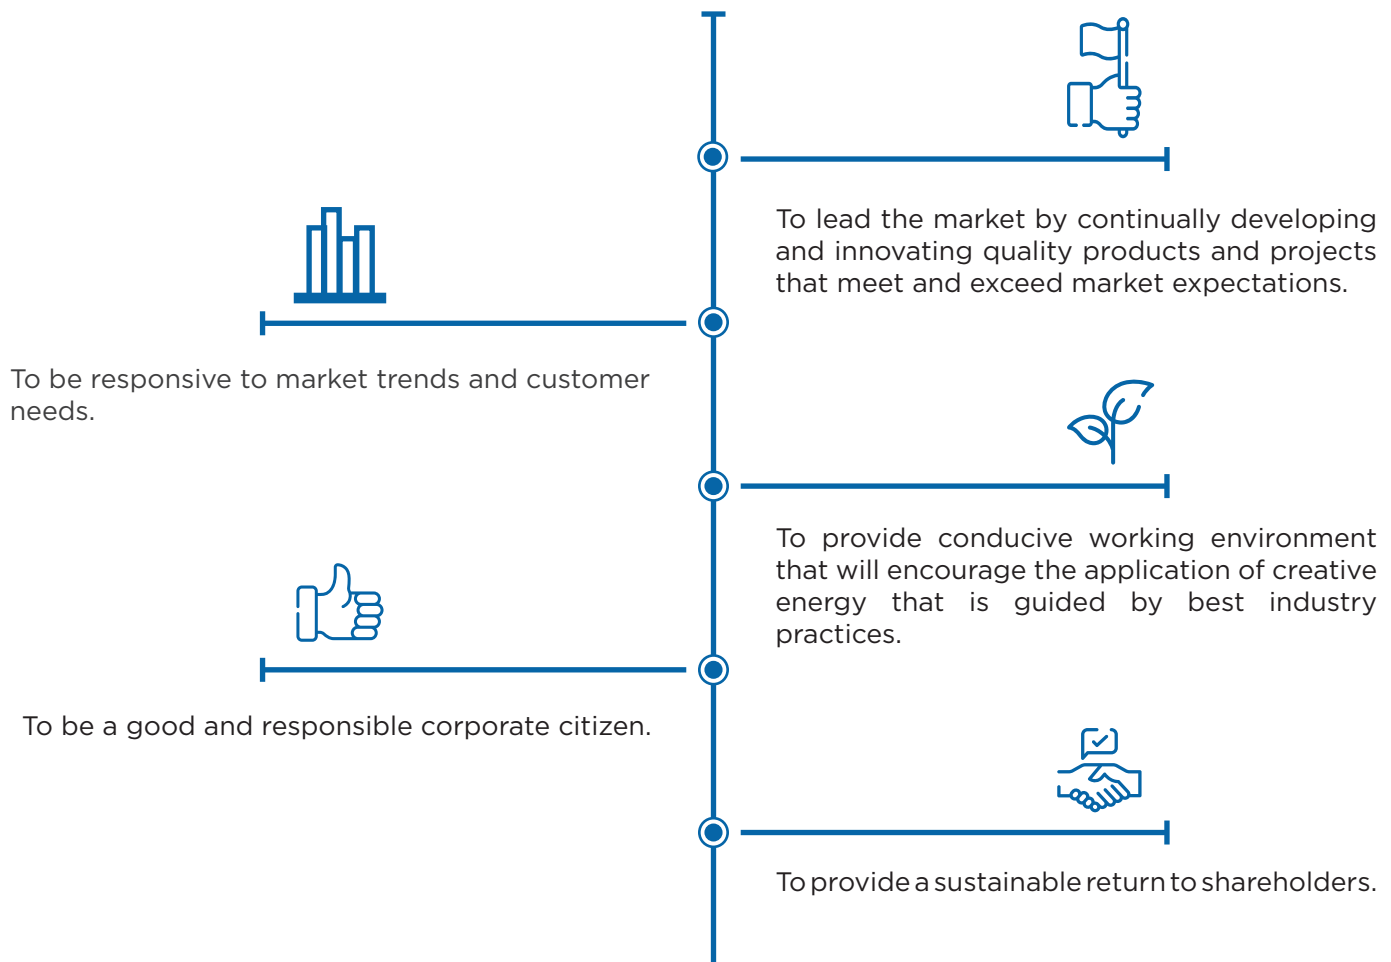 To lead the market by continually developing
and innovating quality products and projects
that meet and exceed market expectations.
To be responsive to market trends and customer
needs.
To provide conducive working environment
that will encourage the application of creative
energy that is guided by best industry
practices.
To be a good and responsible corporate citizen.
To provide a sustainable return to shareholders.